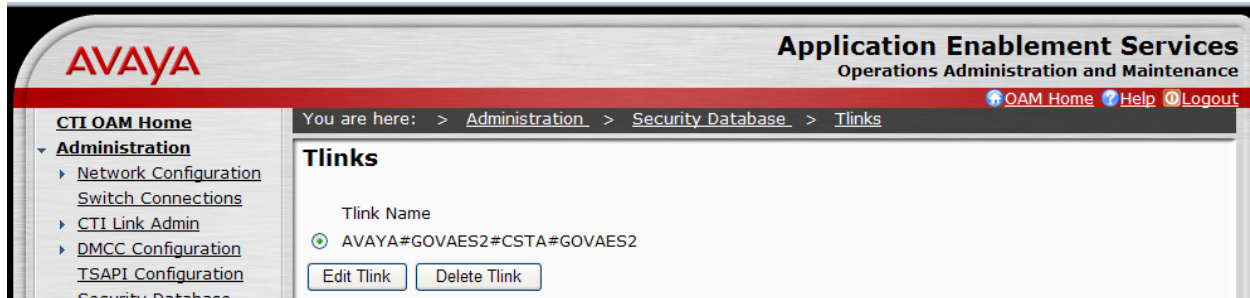 AVAYA
Application Enablement Services
Operations Administration and Maintenance
OAM Home Help Logout
CTI OAM Home
You are here: > Administration > Security Database > Tlinks
Administration
Network Configuration
Switch Connections
CTI Link Admin
DMCC Configuration
TSAPI Configuration
Security Database
Tlinks
Tlink Name
AVAYA#GOVAES2#CSTA#GOVAES2
Edit Tlink Delete Tlink